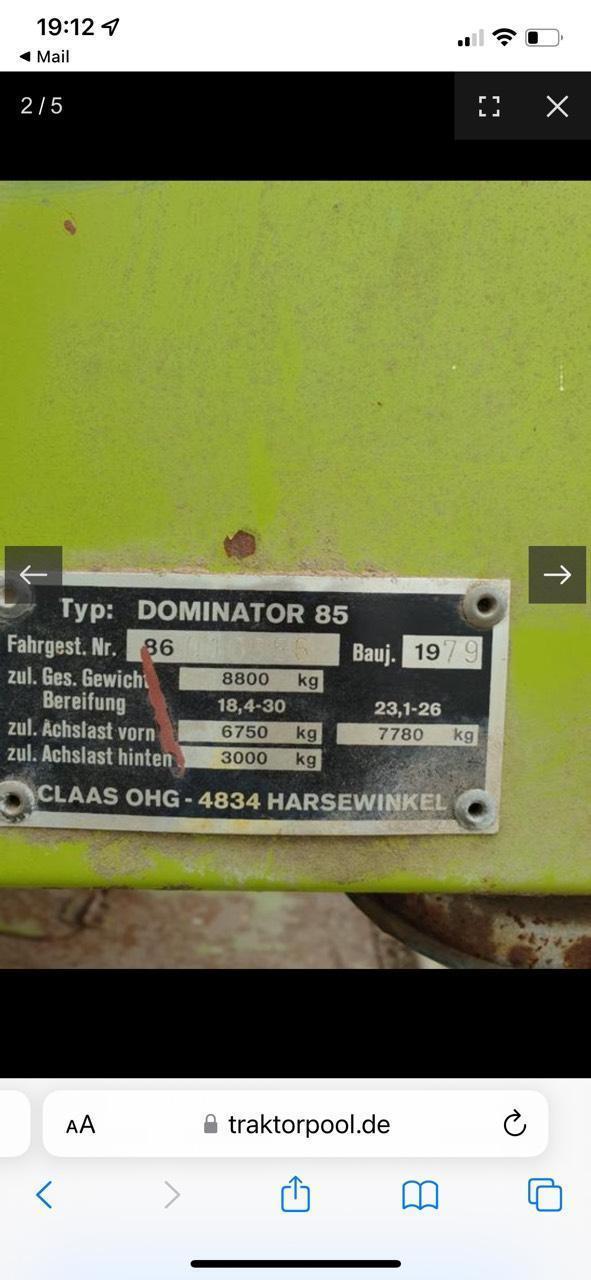 19:12
Mail
2/5
Typ: DOMINATOR 85
Fahrgest. Nr. 86
Bauj. 1979
zul. Ges. Gewicht 8800 kg
Bereifung 18,4-30 23,1-26
zul. Achslast vorn 6750 kg 7780 kg
zul. Achslast hinten 3000 kg
CLAAS OHG - 4834 HARSEWINKEL
AA traktorpool.de